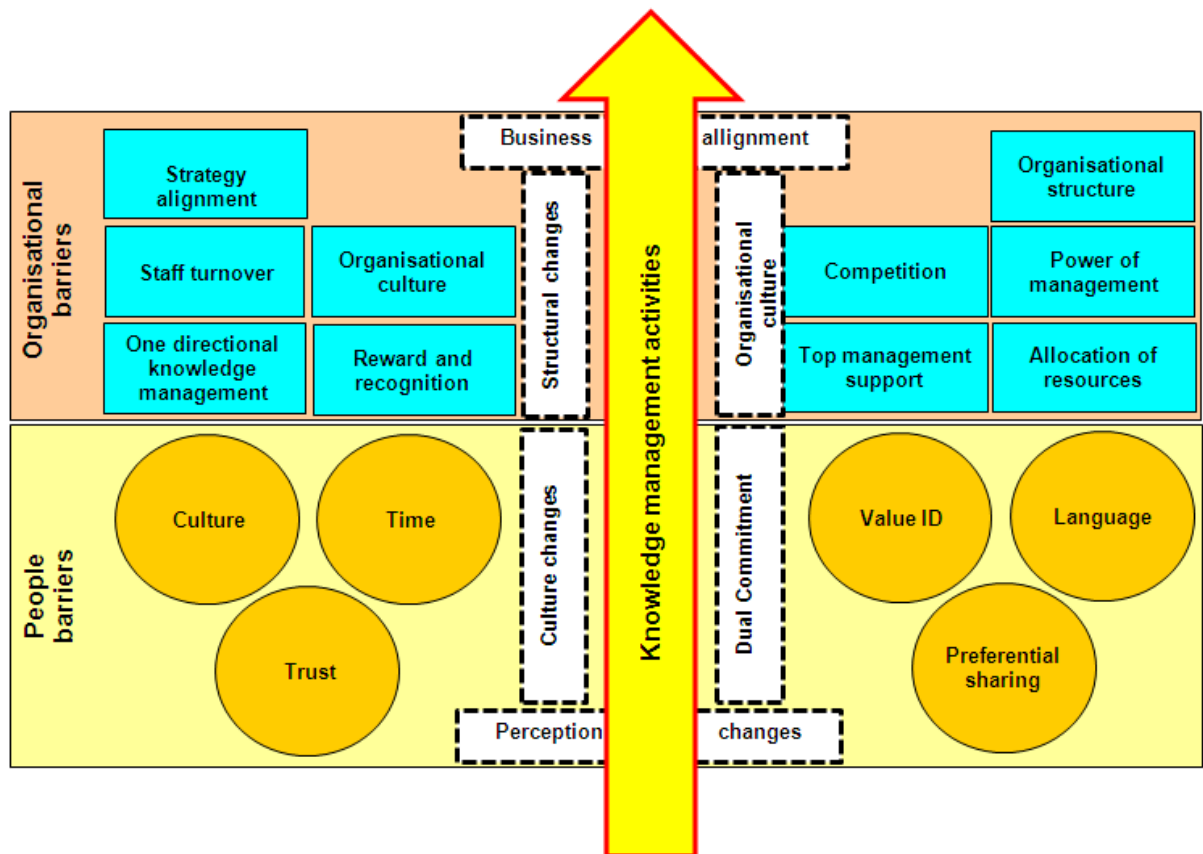 Business allignment
Organisational
barriers
Strategy
alignment
Staff turnover
Organisational
culture
One directional
knowledge
management
Reward and
recognition
Structural changes
Knowledge management activities
Organisational
culture
Organisational
structure
Competition
Power of
management
Top management
support
Allocation of
resources
People
barriers
Culture
Time
Trust
Culture changes
Dual Commitment
Value ID
Language
Preferential
sharing
Perception changes